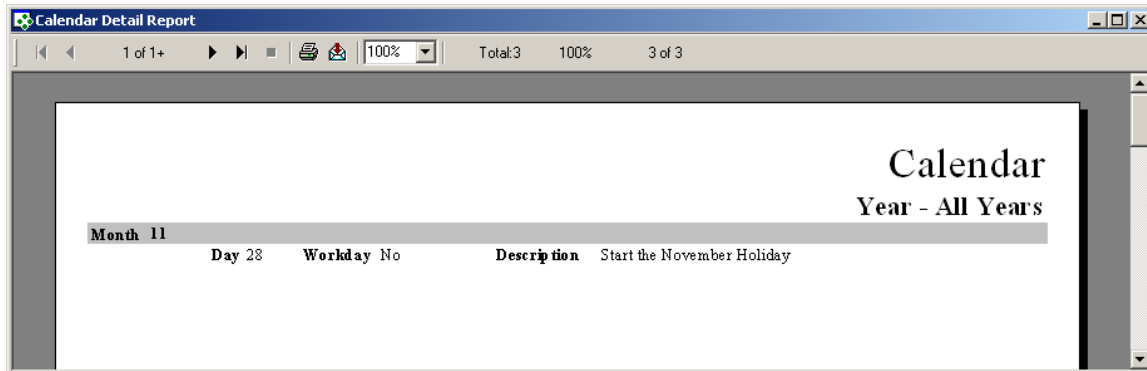 Calendar Detail Report
1 of 1+ 100% Total:3 100% 3 of 3
Calendar
Year - All Years
Month 11
Day 28 Workday No Description Start the November Holiday